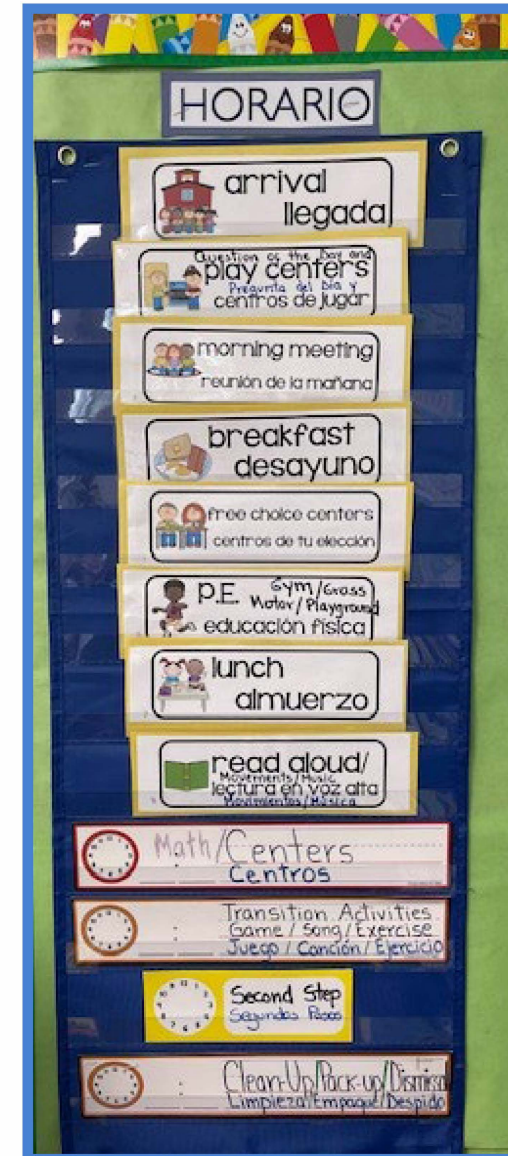 HORARIO
arrival
llegada
Question of the Day and
play centers
Pregunta del Día y
centros de jugar
morning meeting
reunión de la mañana
breakfast
desayuno
free choice centers
centros de tu elección
P.E. Gym/Gross
Motor/Playground
educación física
lunch
almuerzo
read aloud/
Movements/Music
lectura en voz alta
Movimientos/Música
Math/Centers
Centros
Transition Activities
Game/Song/Exercise
Juego/Canción/Ejercicio
Second Step
Segundos Pasos
Clean-Up/Pack-up/Dismissal
Limpieza/Empaque/Despido